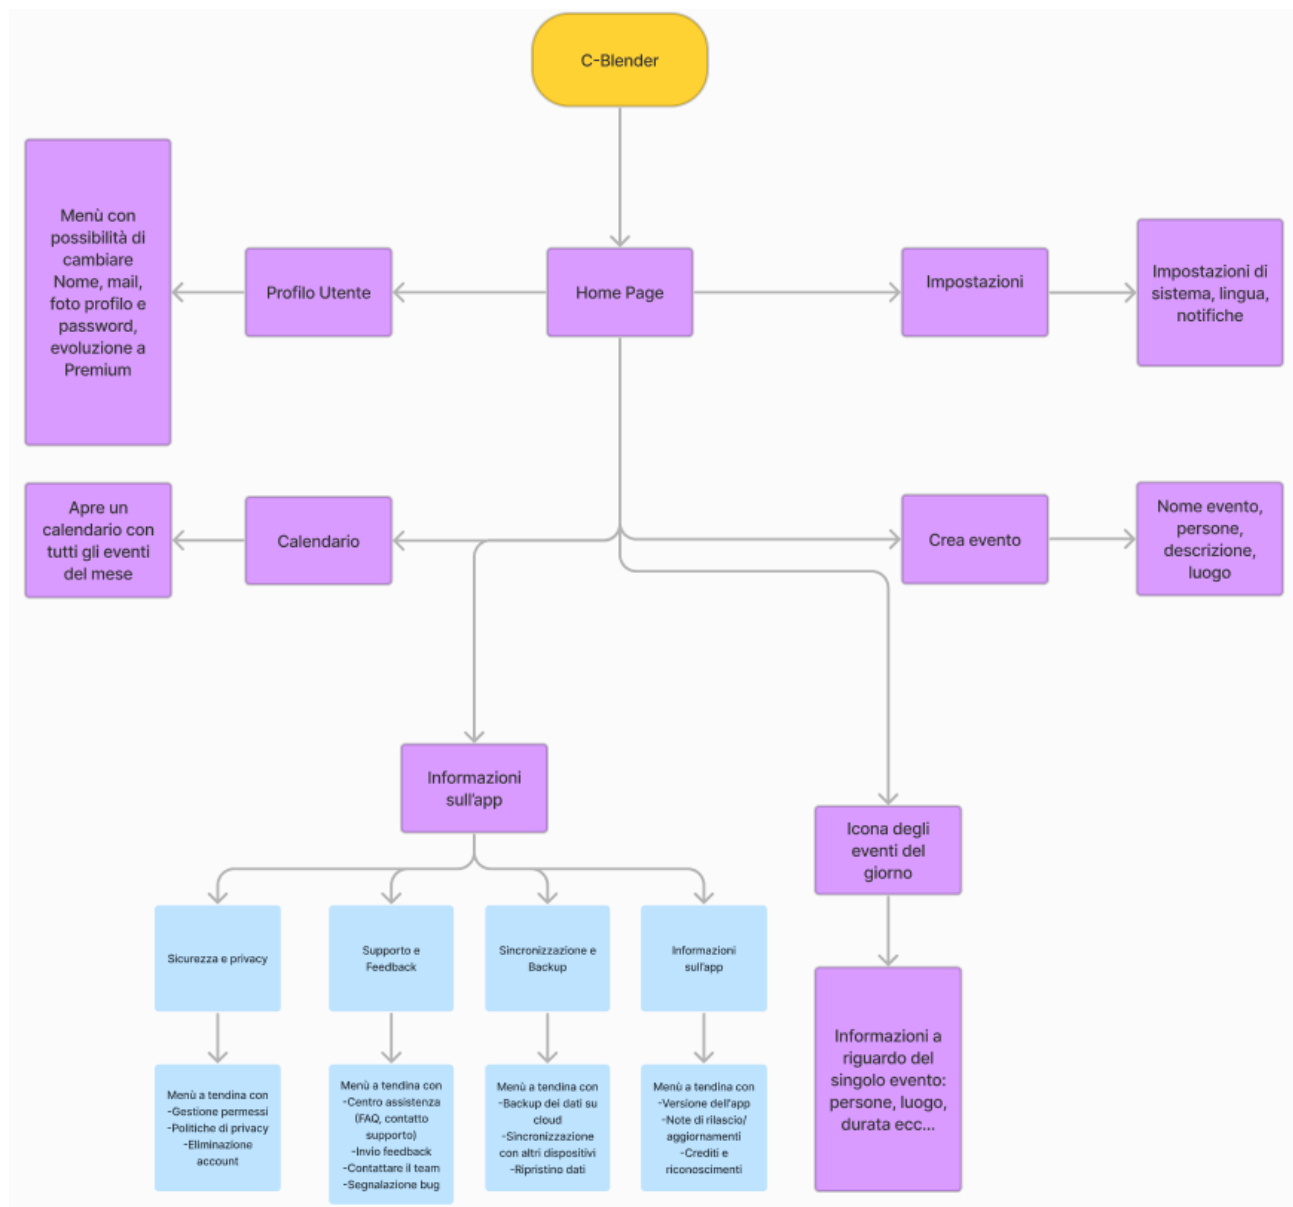 C-Blender
Menù con
possibilità di
cambiare
Nome, mail,
foto profilo e
password,
evoluzione a
Premium
Profilo Utente
Home Page
Impostazioni
Impostazioni di
sistema, lingua,
notifiche
Apre un
calendario con
tutti gli eventi
del mese
Calendario
Crea evento
Nome evento,
persone,
descrizione,
luogo
Informazioni
sull'app
Icona degli
eventi del
giorno
Sicurezza e privacy
Supporto e
Feedback
Sincronizzazione e
Backup
Informazioni
sull'app
Menù a tendina con
-Gestione permessi
-Politiche di privacy
-Eliminazione
account
Menù a tendina con
-Centro assistenza
(FAQ, contatto
supporto)
-Invio feedback
-Contattare il team
-Segnalazione bug
Menù a tendina con
-Backup dei dati su
cloud
-Sincronizzazione
con altri dispositivi
-Ripristino dati
Menù a tendina con
-Versione dell'app
-Note di rilascio/
aggiornamenti
-Crediti e
riconoscimenti
Informazioni a
riguardo del
singolo evento:
persone, luogo,
durata ecc...